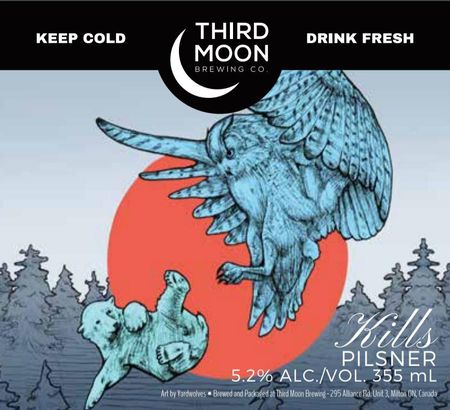 KEEP COLD
THIRD
MOON
BREWING CO.
DRINK FRESH
Kills
PILSNER
5.2% ALC./VOL. 355 mL
Art by Yardwolves • Brewed and Packaged at Third Moon Brewing - 295 Alliance Rd. Unit 3, Milton ON, Canada